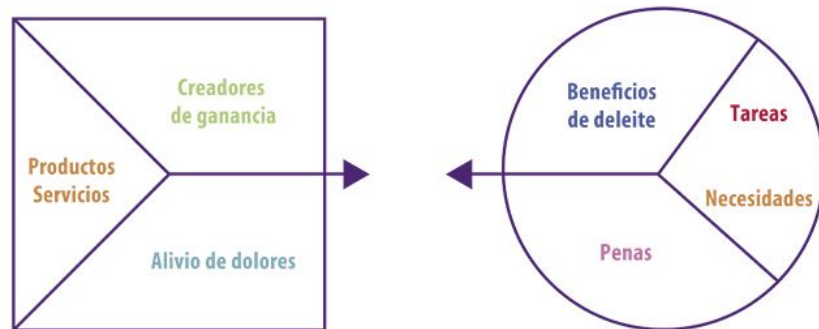 Creadores
de ganancia
Productos
Servicios
Alivio de dolores
Beneficios
de deleite
Tareas
Necesidades
Penas